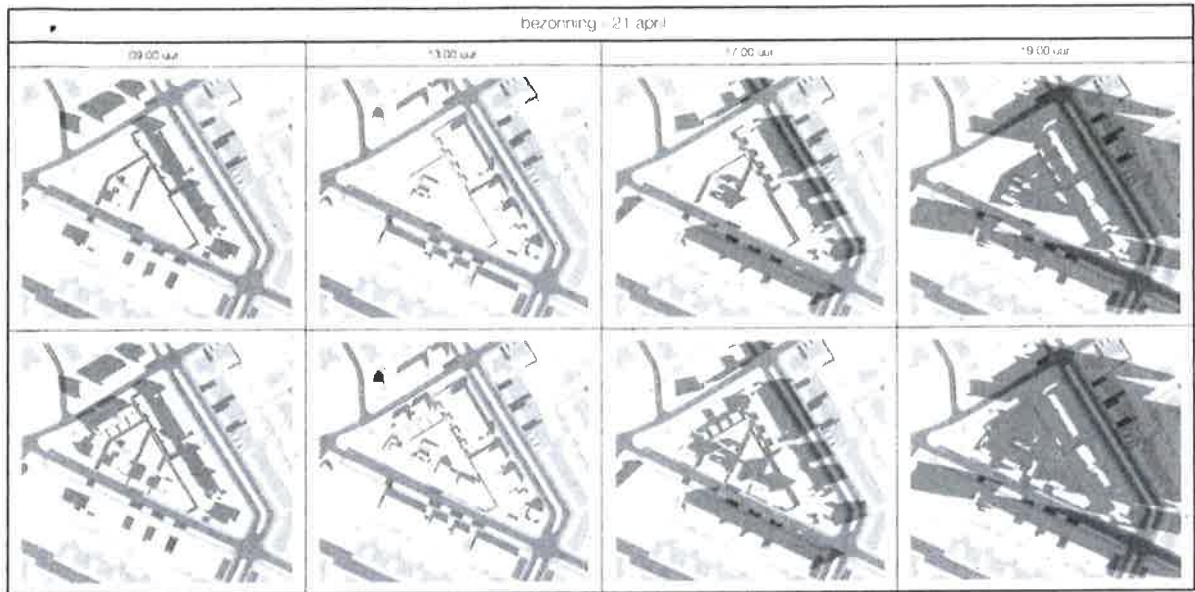 bezonning - 21 april
09.00 uur
13.00 uur
17.00 uur
19.00 uur